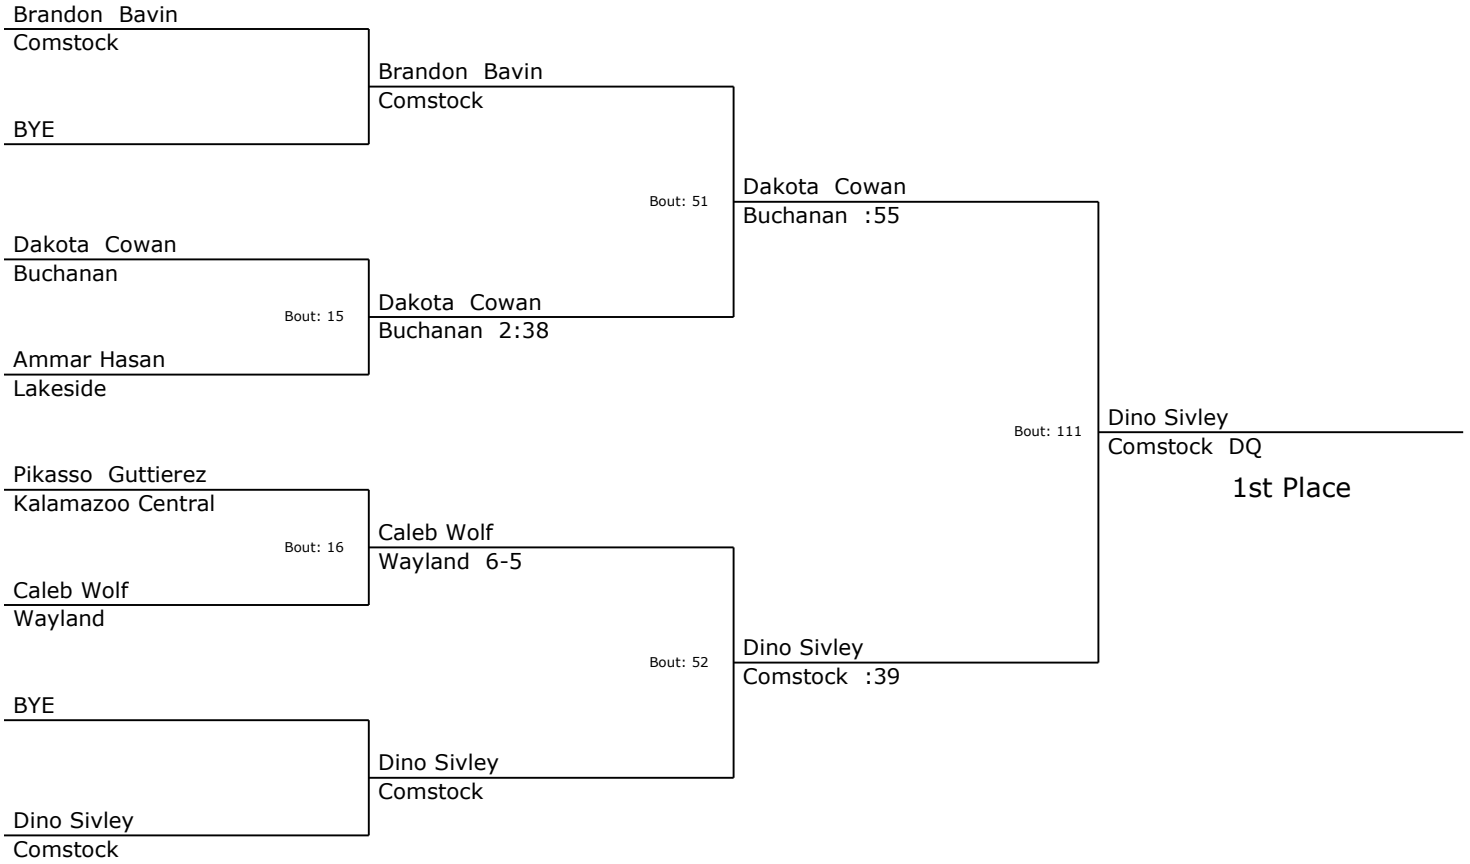 Brandon Bavin
Comstock
Brandon Bavin
Comstock
BYE
Dakota Cowan
Bout: 51
Buchanan :55
Dakota Cowan
Buchanan
Dakota Cowan
Bout: 15
Buchanan 2:38
Ammar Hasan
Lakeside
Dino Sivley
Bout: 111
Comstock DQ
Pikasso Guttierez
1st Place
Kalamazoo Central
Caleb Wolf
Bout: 16
Wayland 6-5
Caleb Wolf
Wayland
Dino Sivley
Bout: 52
Comstock :39
BYE
Dino Sivley
Comstock
Dino Sivley
Comstock